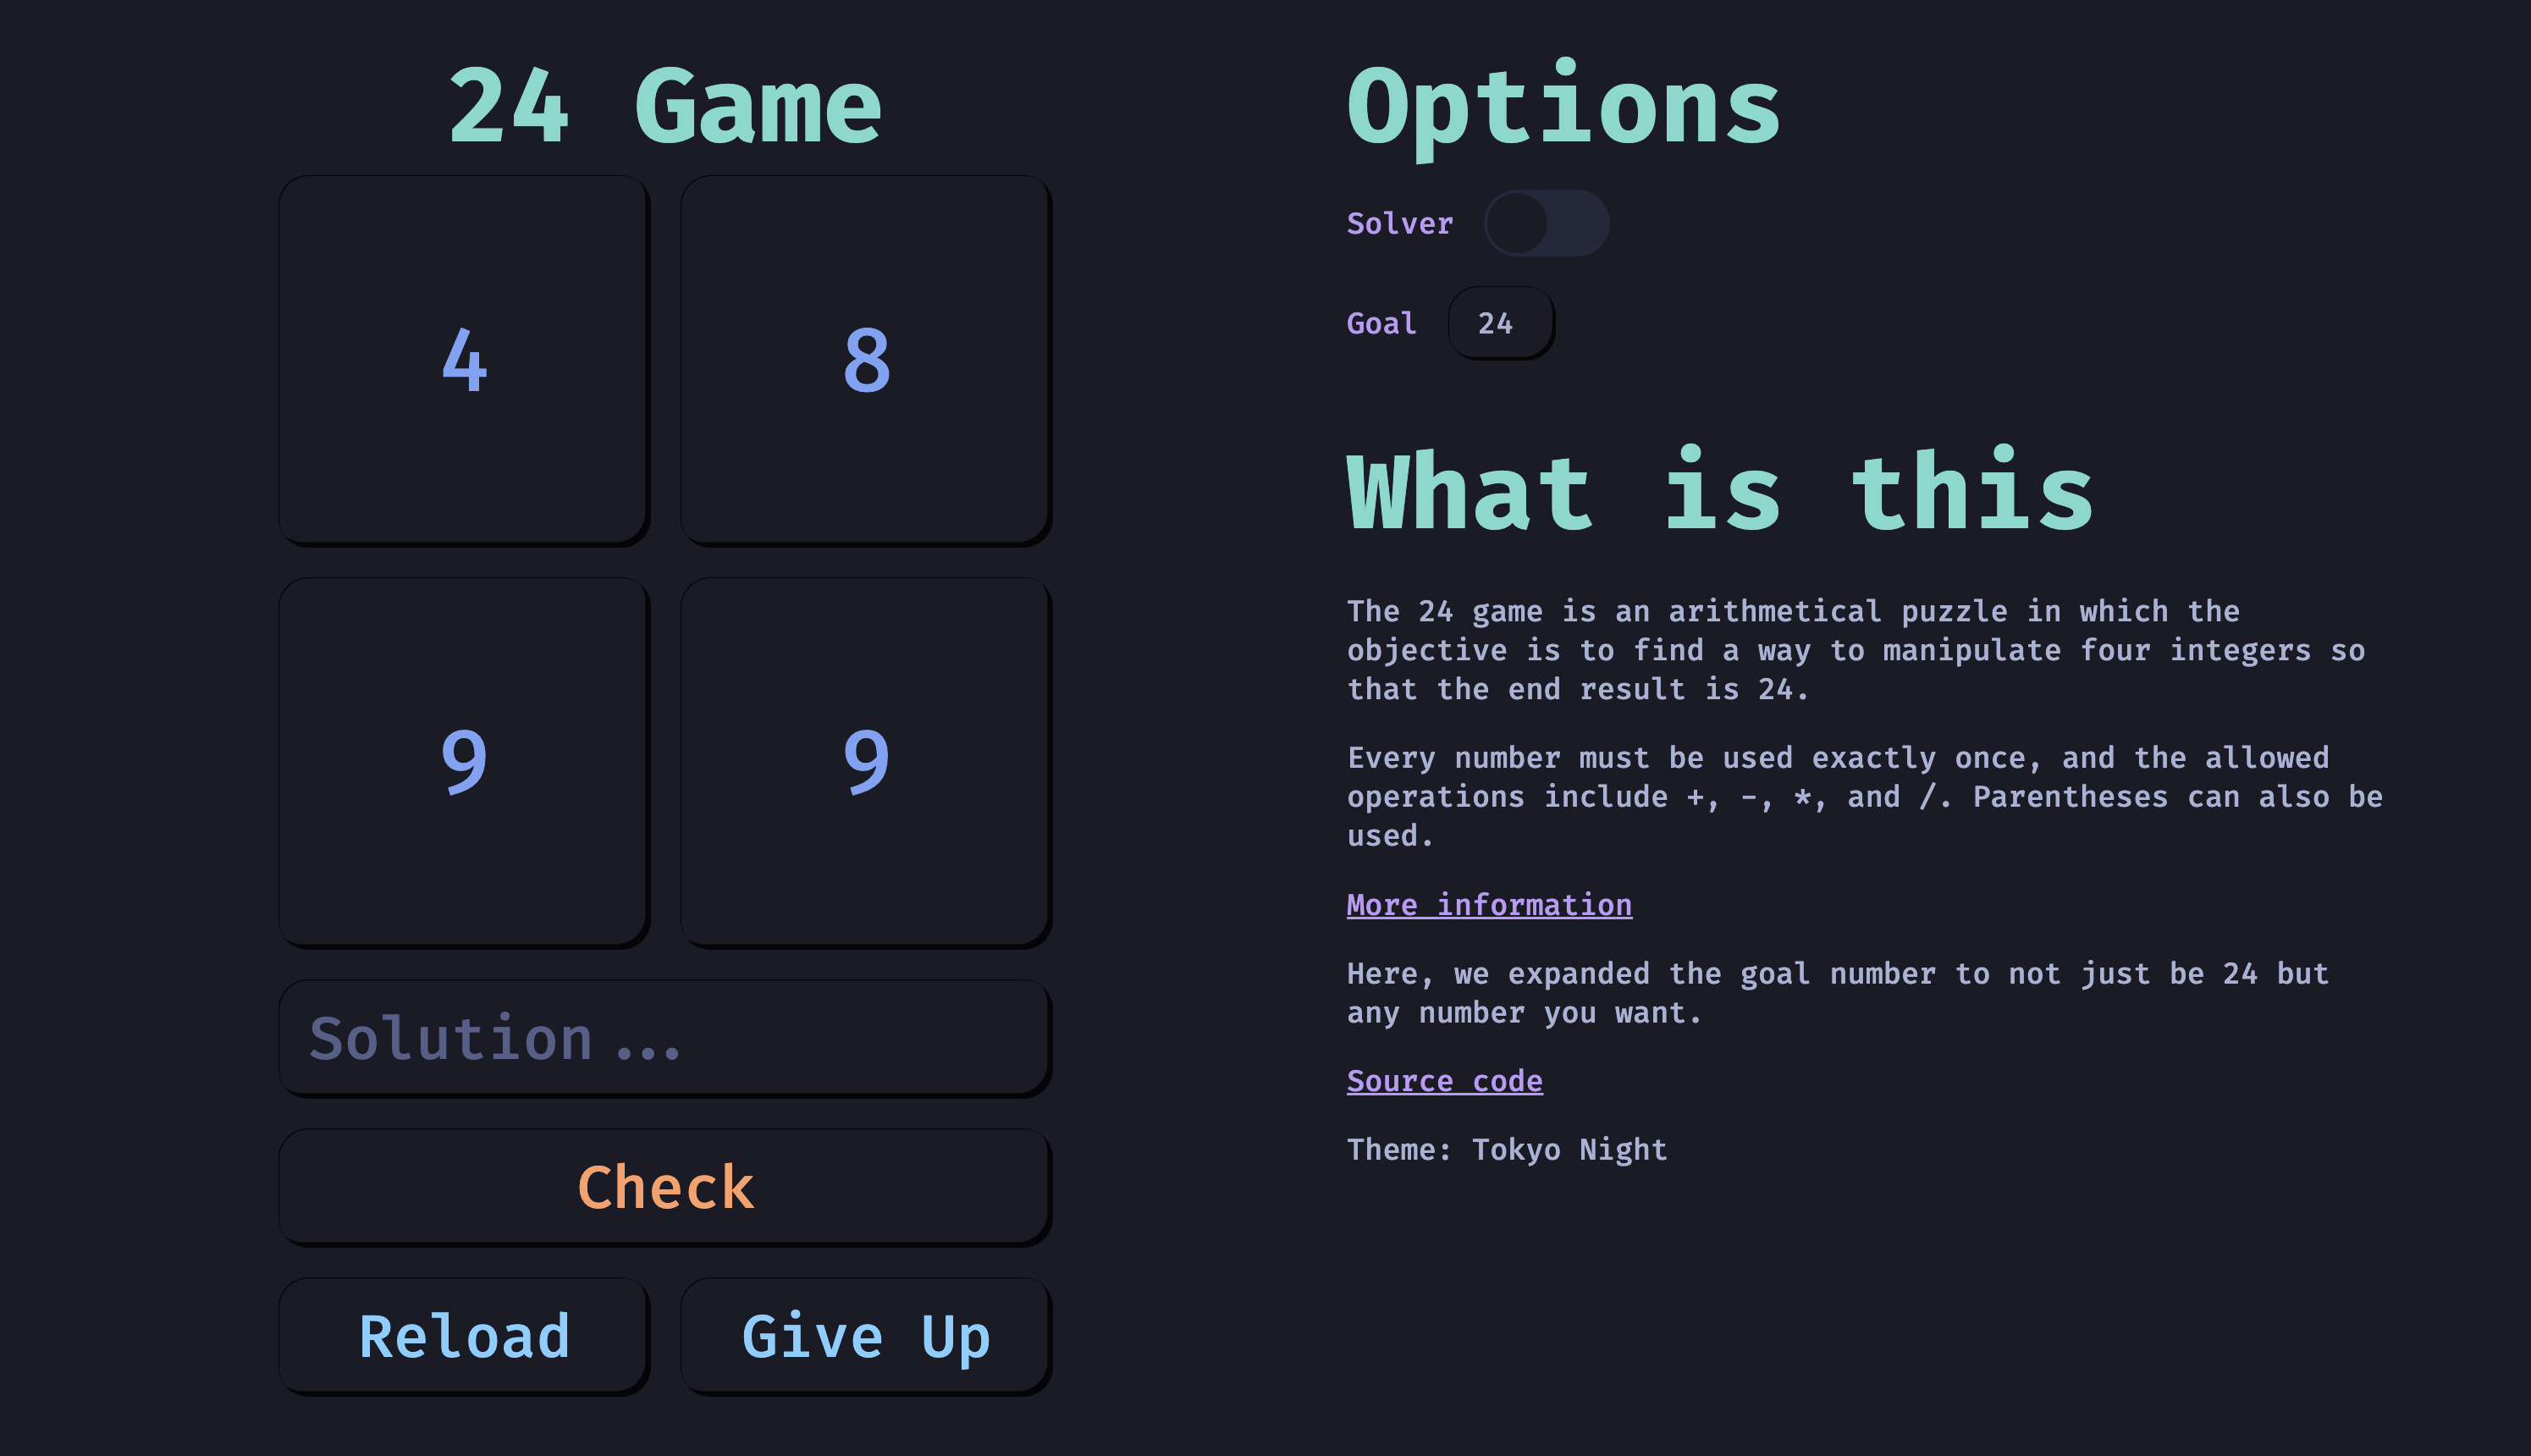 24 Game
4
8
9
9
Solution...
Check
Reload
Give Up
Options
Solver
Goal
24
What is this
The 24 game is an arithmetical puzzle in which the
objective is to find a way to manipulate four integers so
that the end result is 24.
Every number must be used exactly once, and the allowed
operations include +, -, *, and /. Parentheses can also be
used.
More information
Here, we expanded the goal number to not just be 24 but
any number you want.
Source code
Theme: Tokyo Night